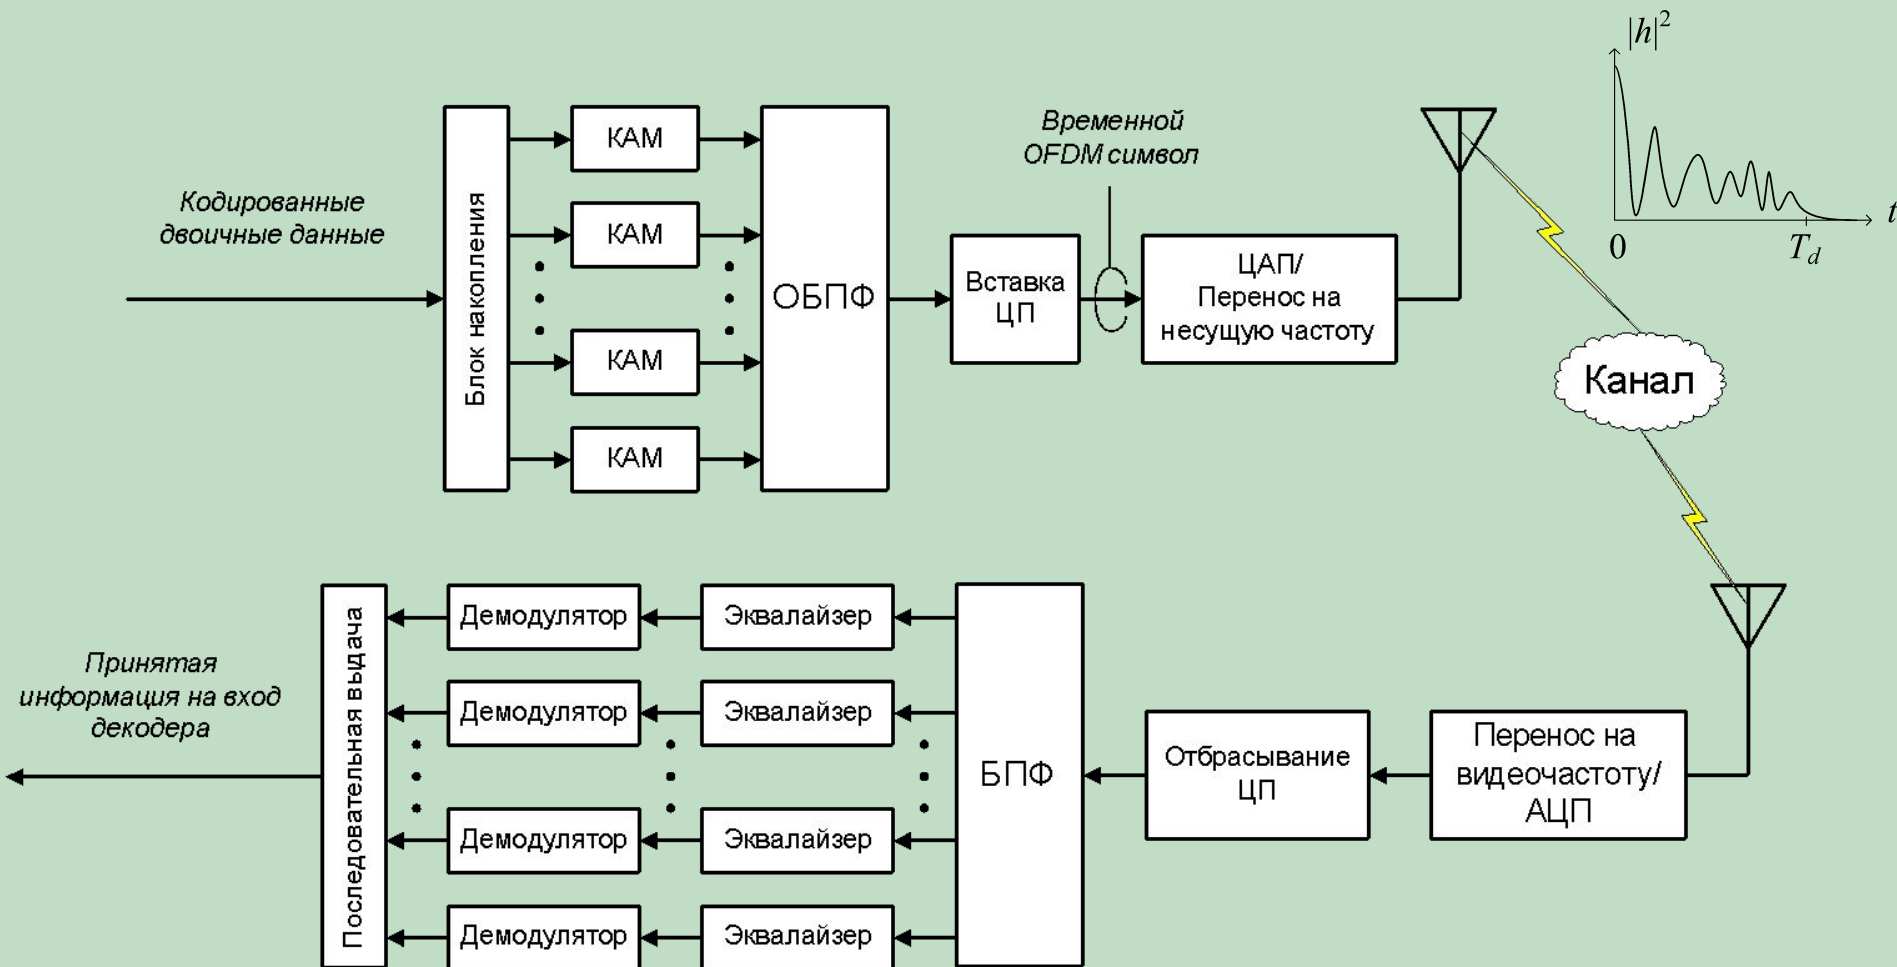 |h|²
t
0
T_d
Кодированные
двоичные данные
Блок накопления
КАМ
КАМ
КАМ
КАМ
ОБПФ
Вставка
ЦП
Временной
OFDM символ
ЦАП/
Перенос на
несущую частоту
Канал
Перенос на
видеочастоту/
АЦП
Отбрасывание
ЦП
БПФ
Эквалайзер
Эквалайзер
Эквалайзер
Эквалайзер
Демодулятор
Демодулятор
Демодулятор
Демодулятор
Последовательная выдача
Принятая
информация на вход
декодера